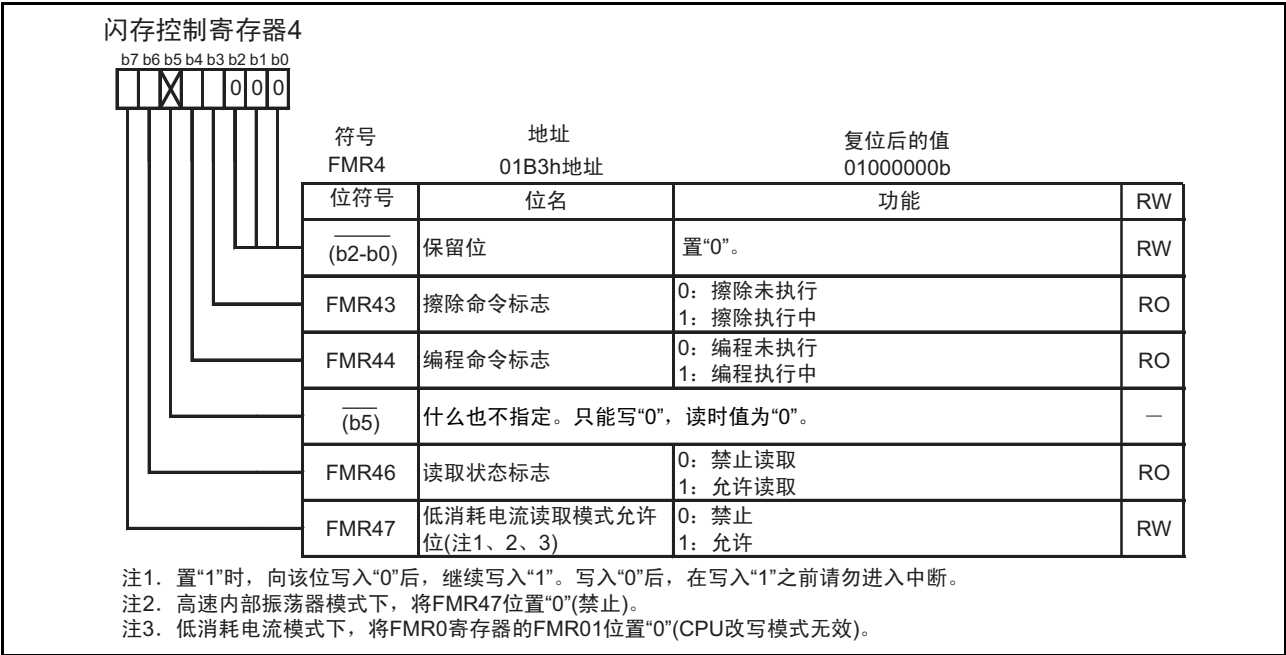 闪存控制寄存器4
b7 b6 b5 b4 b3 b2 b1 b0
0 0 0
符号 地址 复位后的值
FMR4 01B3h地址 01000000b
位符号 位名 功能 RW
(b2-b0) 保留位 置“0”。 RW
FMR43 擦除命令标志 0：擦除未执行 RO
1：擦除执行中
FMR44 编程命令标志 0：编程未执行 RO
1：编程执行中
(b5) 什么也不指定。只能写“0”，读时值为“0”。 —
FMR46 读取状态标志 0：禁止读取 RO
1：允许读取
FMR47 低消耗电流读取模式允许 0：禁止 RW
位(注1、2、3) 1：允许
注1．置“1”时，向该位写入“0”后，继续写入“1”。写入“0”后，在写入“1”之前请勿进入中断。
注2．高速内部振荡器模式下，将FMR47位置“0”(禁止)。
注3．低消耗电流模式下，将FMR0寄存器的FMR01位置“0”(CPU改写模式无效)。